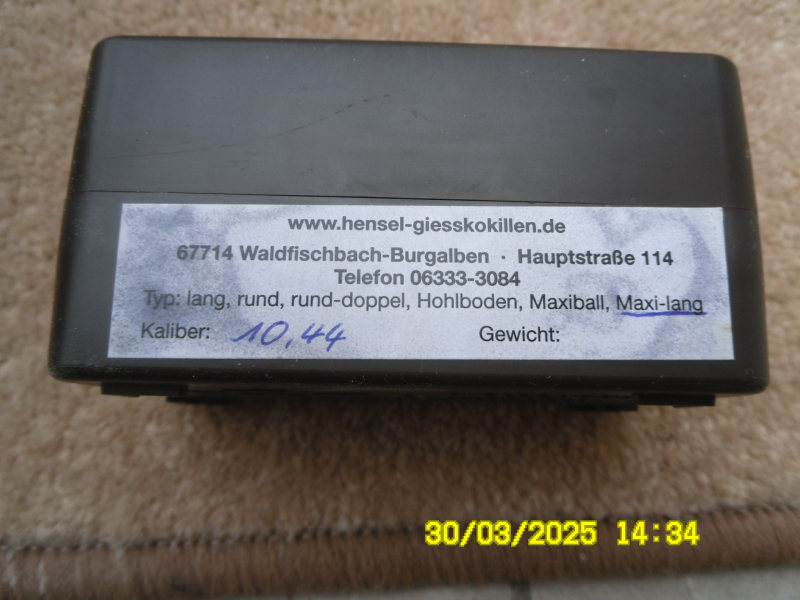 www.hensel-giesskokillen.de
67714 Waldfischbach-Burgalben · Hauptstraße 114
Telefon 06333-3084
Typ: lang, rund, rund-doppel, Hohlboden, Maxiball, Maxi-lang
Kaliber: 10,44 Gewicht:
30/03/2025 14:34